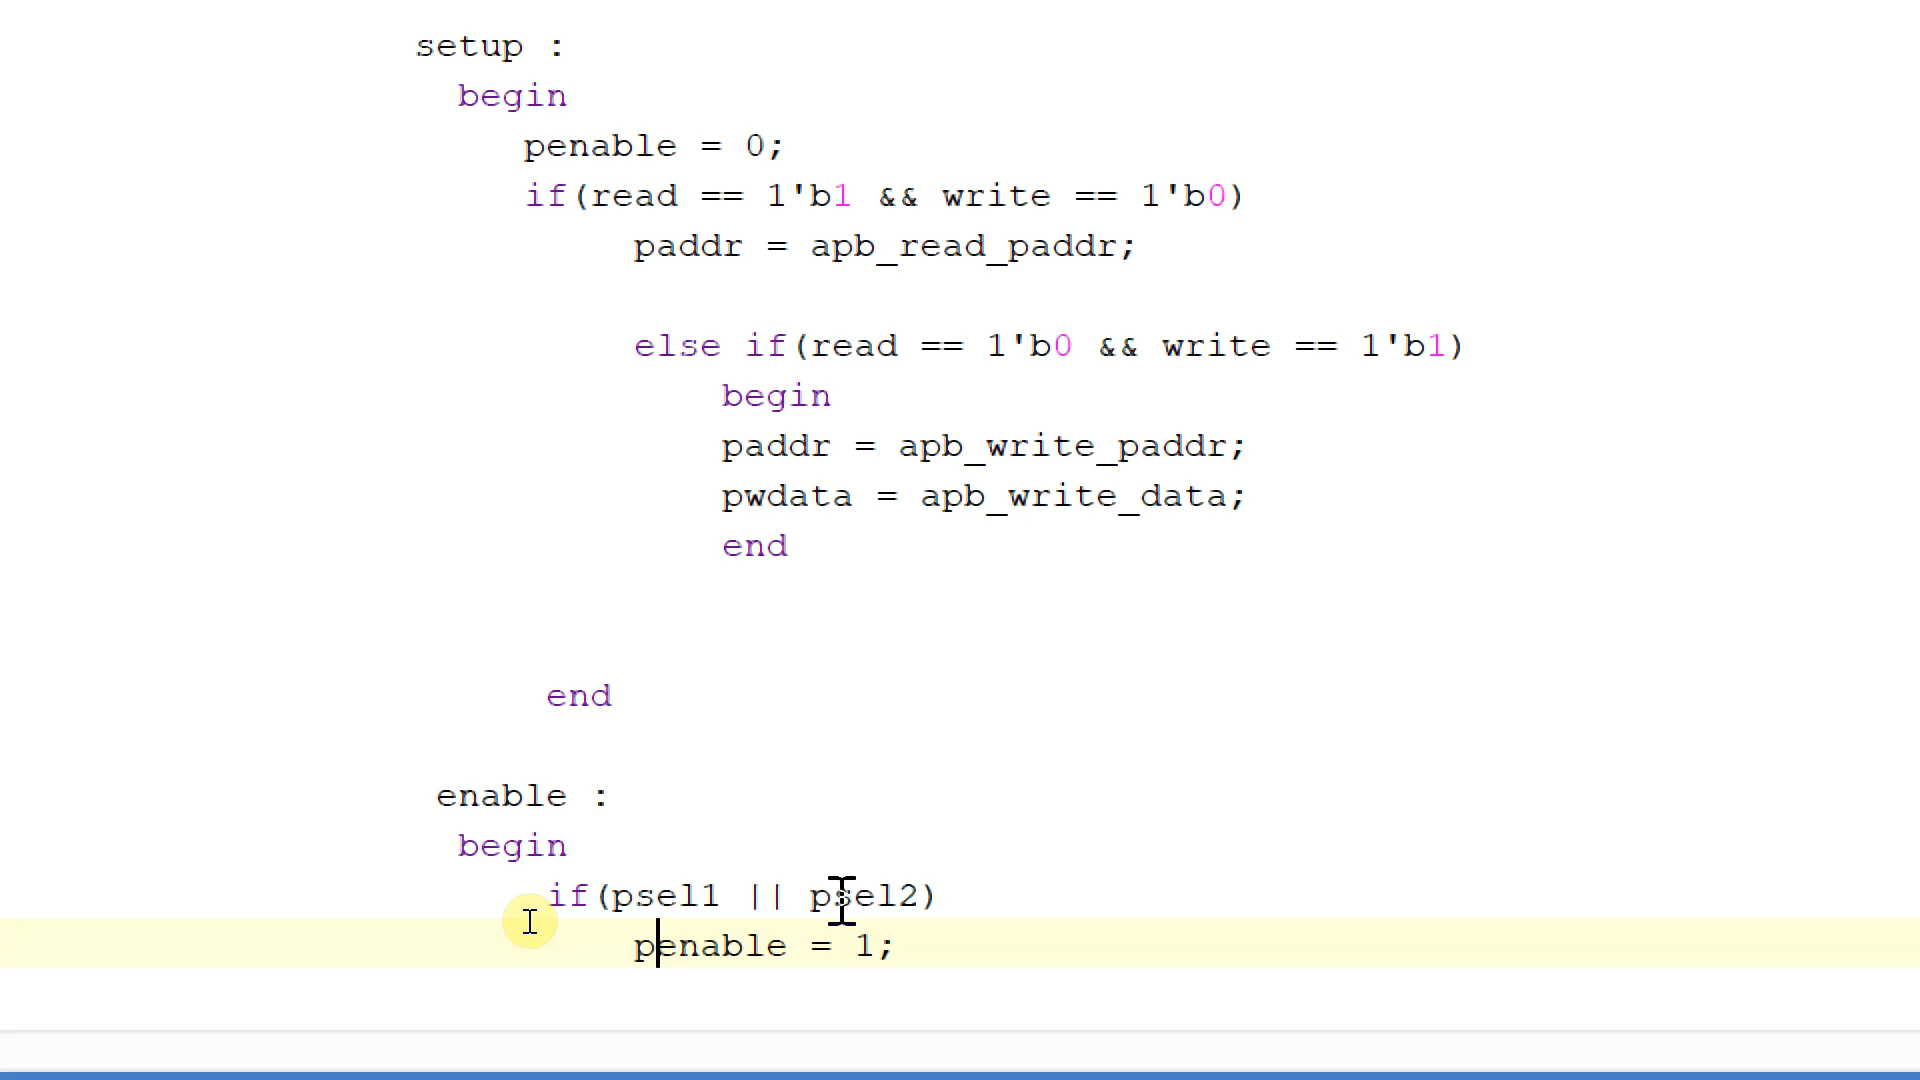 setup :
begin
penable = 0;
if(read == 1'b1 && write == 1'b0)
paddr = apb_read_paddr;
else if(read == 1'b0 && write == 1'b1)
begin
paddr = apb_write_paddr;
pwdata = apb_write_data;
end
end
enable :
begin
if(psel1 || psel2)
penable = 1;